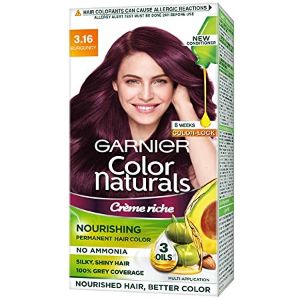 HAIR COLORANTS CAN CAUSE ALLERGIC REACTIONS
ALLERGY ALERT TEST MUST BE DONE 24H BEFORE USE
3.16
BURGUNDY
NEW
CONDITIONER
8 WEEKS
COLOR-LOCK
GARNIER
Color
Naturals
Crème riche
NOURISHING
PERMANENT HAIR COLOR
NO AMMONIA
SILKY, SHINY HAIR
100% GREY COVERAGE
3
OILS
MULTI APPLICATION
NOURISHED HAIR, BETTER COLOR